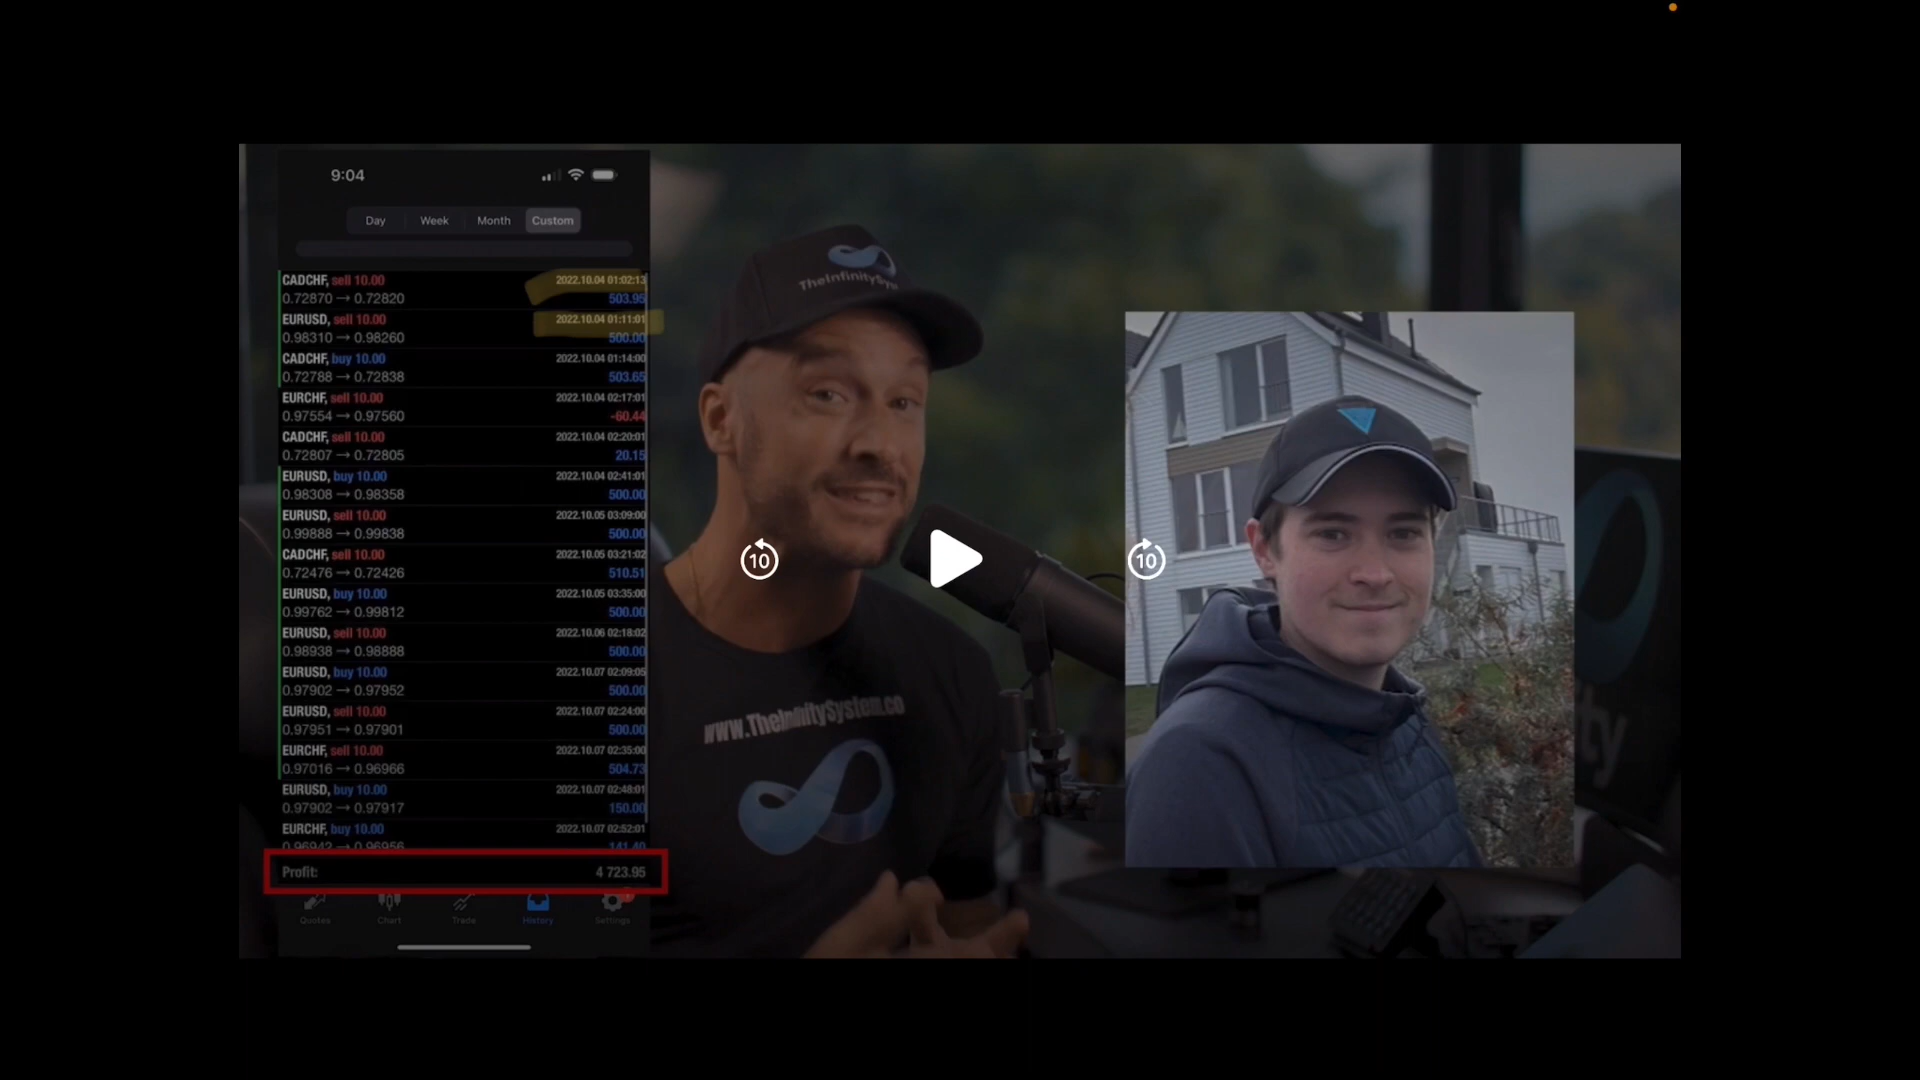 9:04
Day Week Month Custom
CADCHF, sell 10.00 2022.10.04 01:02:13
0.72870 → 0.72820 503.95
EURUSD, sell 10.00 2022.10.04 01:11:01
0.98310 → 0.98260 500.00
CADCHF, buy 10.00 2022.10.04 01:14:00
0.72788 → 0.72838 503.65
EURCHF, sell 10.00 2022.10.04 02:17:01
0.97554 → 0.97560 -60.44
CADCHF, sell 10.00 2022.10.04 02:20:01
0.72807 → 0.72805 20.15
EURUSD, buy 10.00 2022.10.04 02:41:01
0.98308 → 0.98358 500.00
EURUSD, sell 10.00 2022.10.05 03:09:00
0.99888 → 0.99838 500.00
CADCHF, sell 10.00 2022.10.05 03:21:02
0.72476 → 0.72426 510.51
EURUSD, buy 10.00 2022.10.05 03:35:00
0.99762 → 0.99812 500.00
EURUSD, sell 10.00 2022.10.06 02:18:02
0.98938 → 0.98888 500.00
EURUSD, buy 10.00 2022.10.07 02:09:05
0.97902 → 0.97952 500.00
EURUSD, sell 10.00 2022.10.07 02:24:00
0.97951 → 0.97901 500.00
EURCHF, sell 10.00 2022.10.07 02:35:00
0.97016 → 0.96966 504.73
EURUSD, buy 10.00 2022.10.07 02:48:01
0.97902 → 0.97917 150.00
EURCHF, buy 10.00 2022.10.07 02:52:01
0.96942 → 0.96956 141.40
Profit: 4 723.95
Quotes Chart Trade History Settings
TheInfinitySys
www.TheInfinitySystem.co
10
10
ty